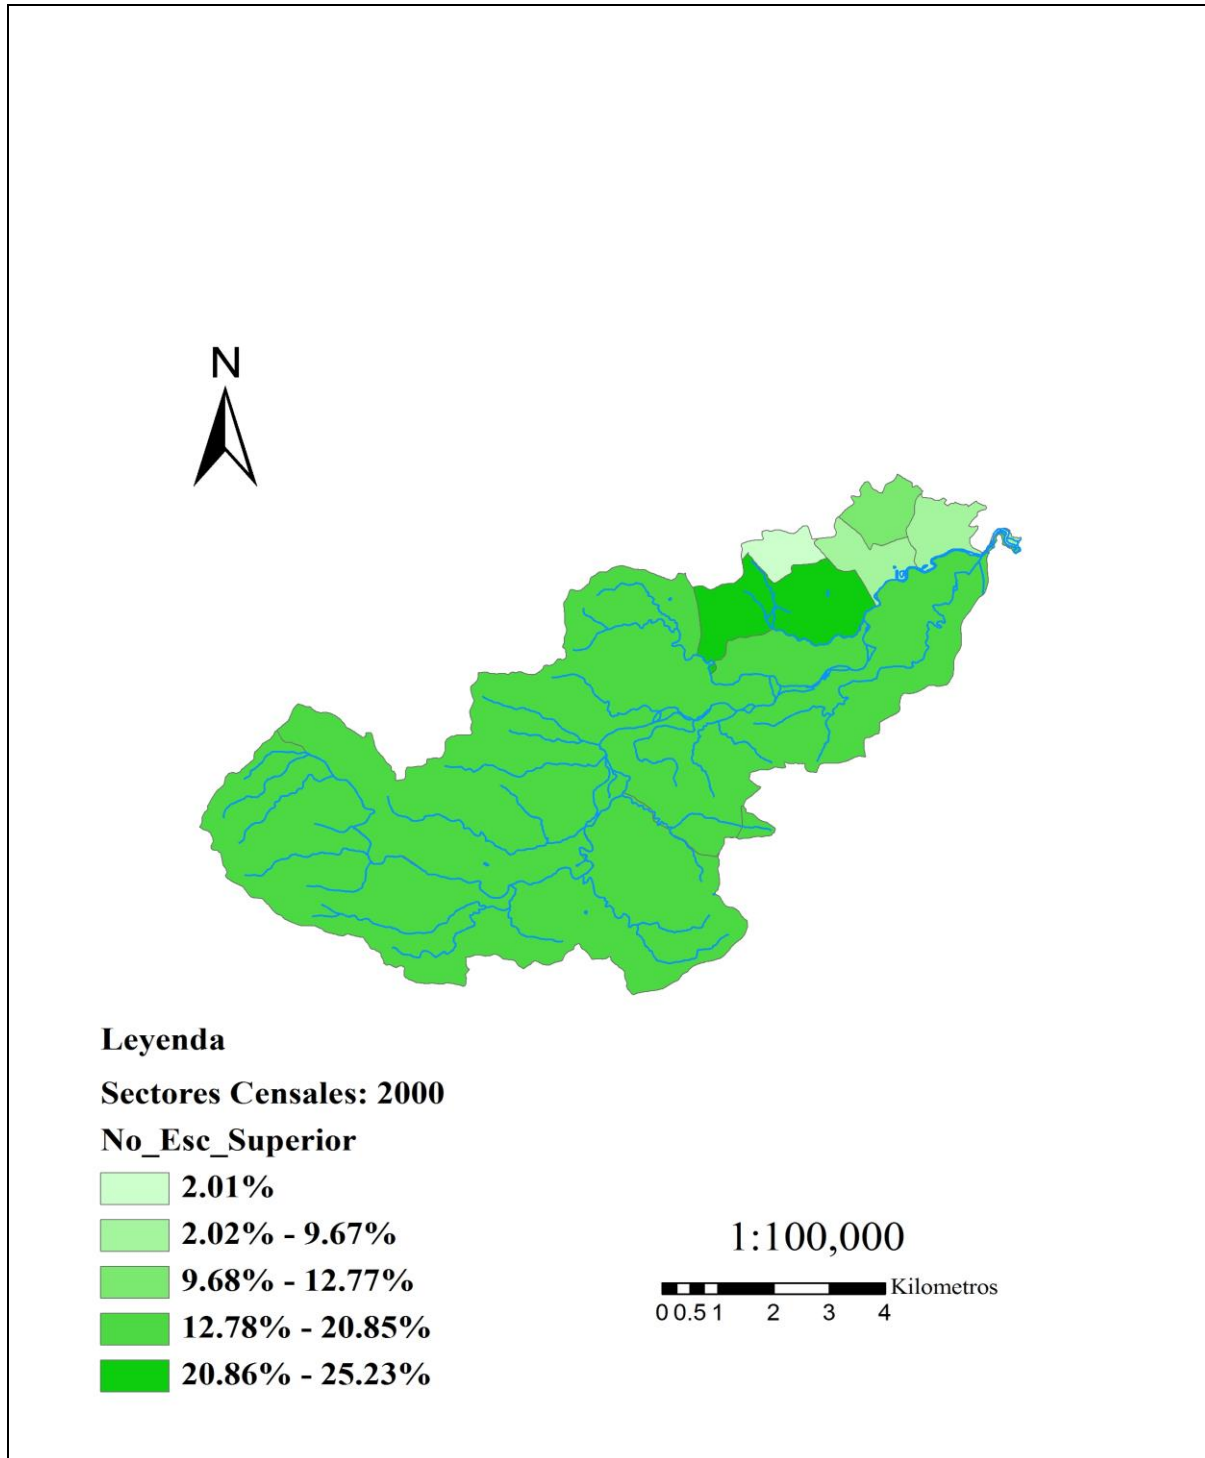 N
Leyenda
Sectores Censales: 2000
No_Esc_Superior
2.01%
2.02% - 9.67%
9.68% - 12.77%
12.78% - 20.85%
20.86% - 25.23%
1:100,000
Kilometros
0 0.5 1 2 3 4